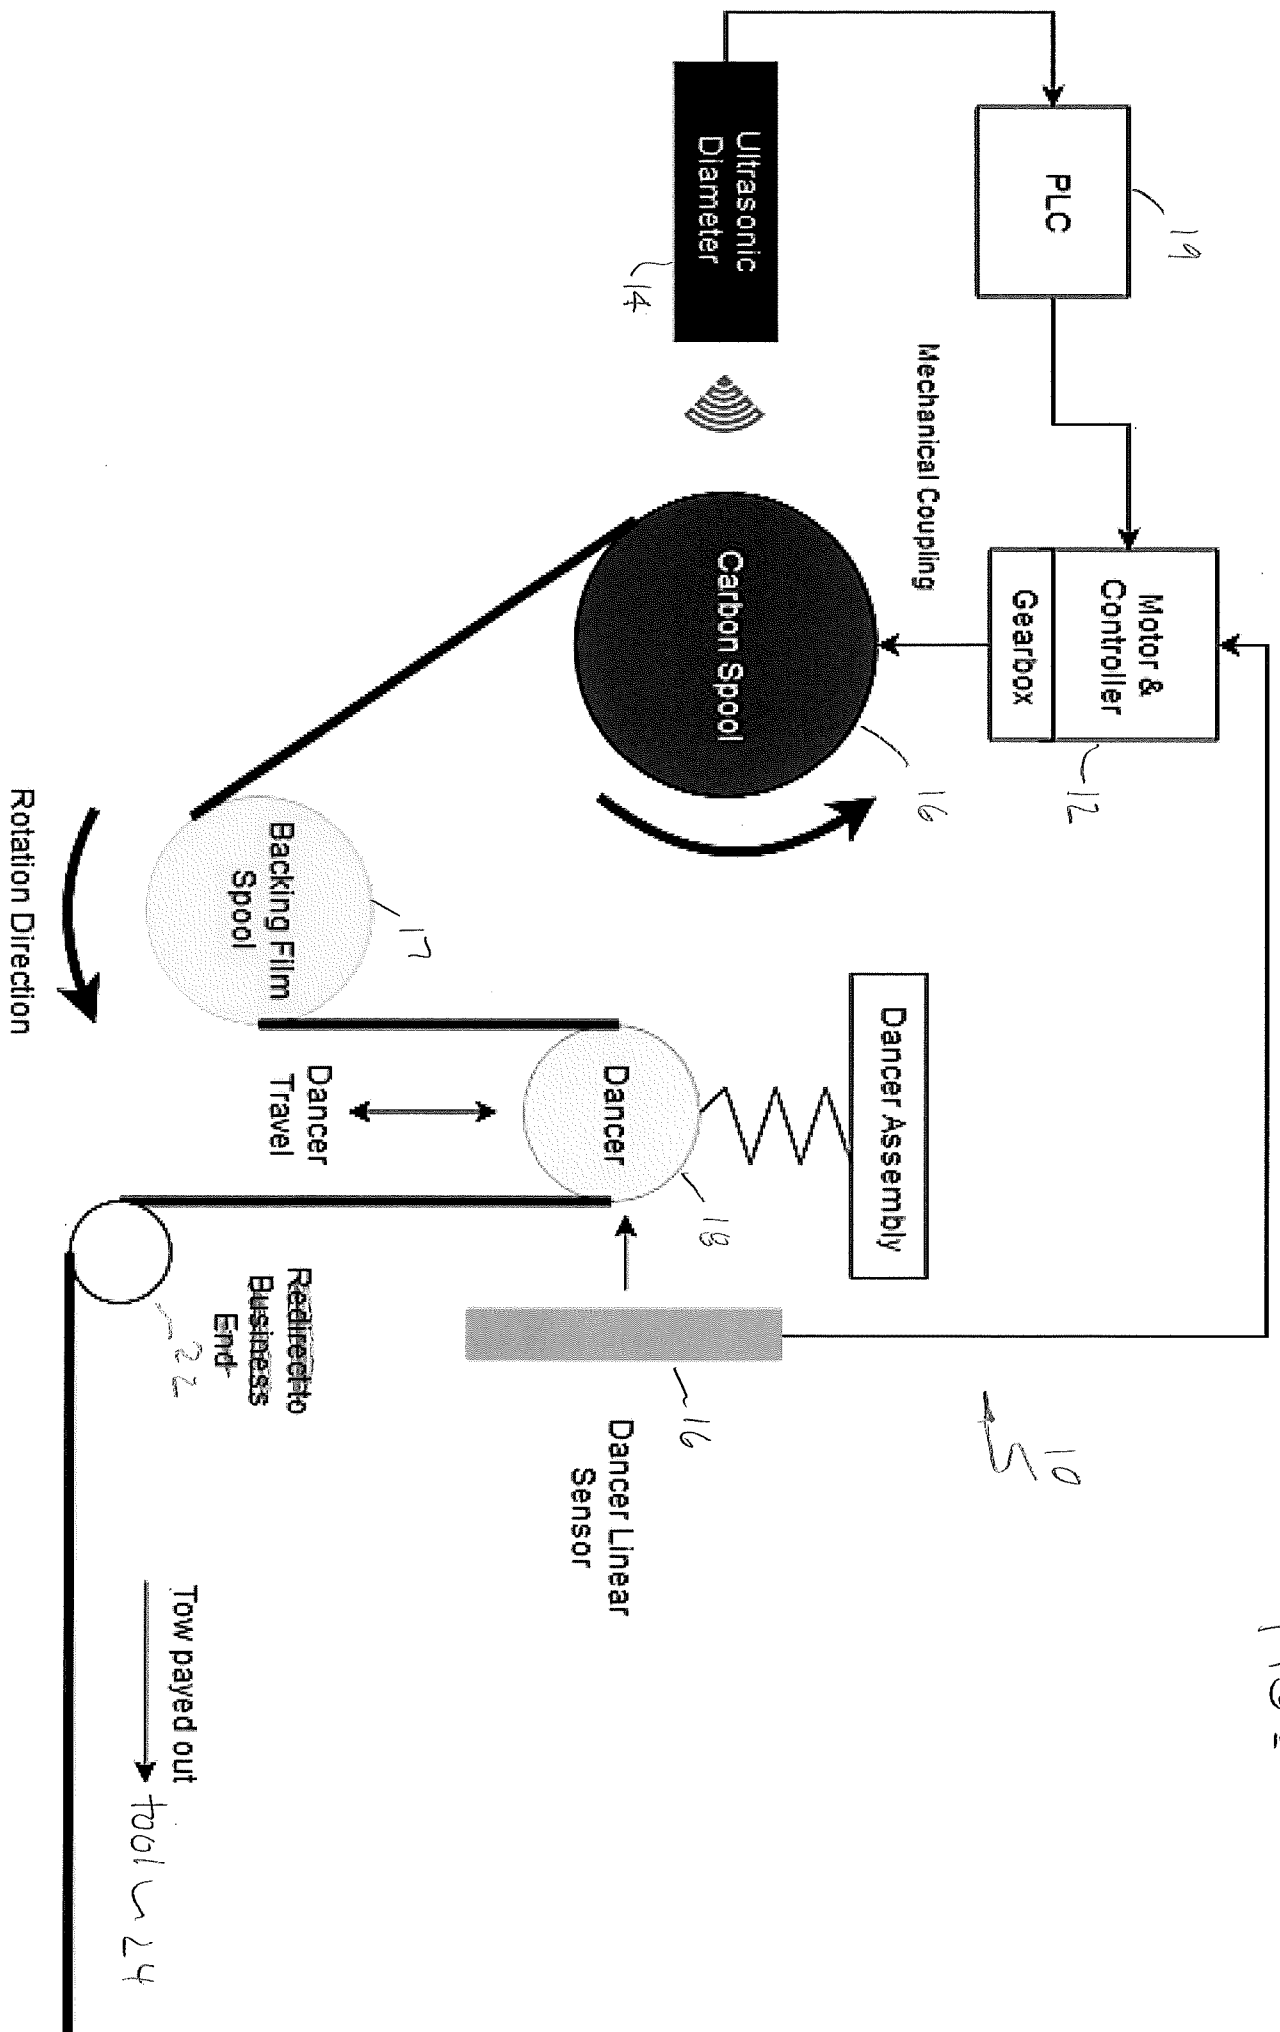 10
19
PLC
Motor &
Controller
Gearbox
12
Mechanical Coupling
16
Dancer Assembly
Ultrasonic
Diameter
14
Carbon Spool
18
16
Dancer
Dancer Linear
Sensor
17
Backing Film
Spool
Dancer
Travel
Redirect to
Business
End
22
Tow payed out
tool 24
Rotation Direction